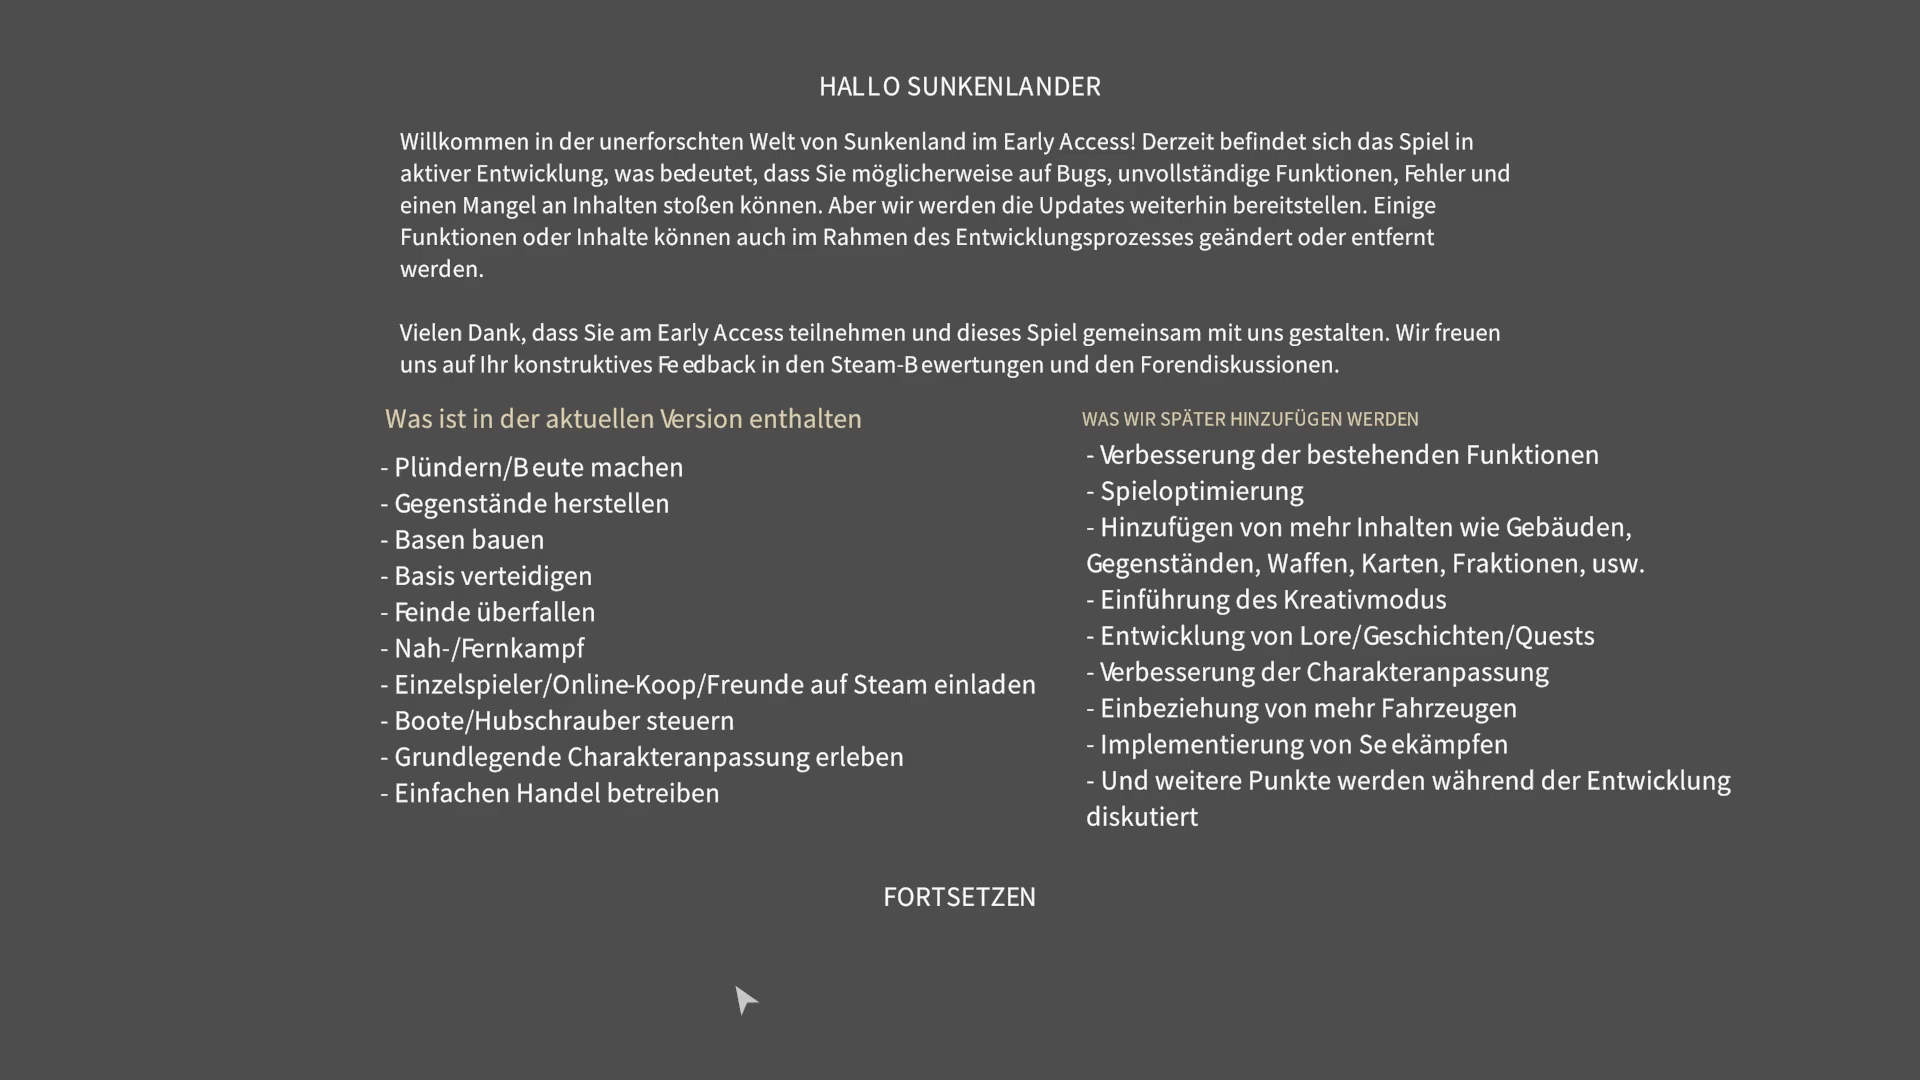 HALLO SUNKENLANDER
Willkommen in der unerforschten Welt von Sunkenland im Early Access! Derzeit befindet sich das Spiel in
aktiver Entwicklung, was bedeutet, dass Sie möglicherweise auf Bugs, unvollständige Funktionen, Fehler und
einen Mangel an Inhalten stoßen können. Aber wir werden die Updates weiterhin bereitstellen. Einige
Funktionen oder Inhalte können auch im Rahmen des Entwicklungsprozesses geändert oder entfernt
werden.
Vielen Dank, dass Sie am Early Access teilnehmen und dieses Spiel gemeinsam mit uns gestalten. Wir freuen
uns auf Ihr konstruktives Feedback in den Steam-Bewertungen und den Forendiskussionen.
Was ist in der aktuellen Version enthalten
- Plündern/Beute machen
- Gegenstände herstellen
- Basen bauen
- Basis verteidigen
- Feinde überfallen
- Nah-/Fernkampf
- Einzelspieler/Online-Koop/Freunde auf Steam einladen
- Boote/Hubschrauber steuern
- Grundlegende Charakteranpassung erleben
- Einfachen Handel betreiben
WAS WIR SPÄTER HINZUFÜGEN WERDEN
- Verbesserung der bestehenden Funktionen
- Spieloptimierung
- Hinzufügen von mehr Inhalten wie Gebäuden,
Gegenständen, Waffen, Karten, Fraktionen, usw.
- Einführung des Kreativmodus
- Entwicklung von Lore/Geschichten/Quests
- Verbesserung der Charakteranpassung
- Einbeziehung von mehr Fahrzeugen
- Implementierung von Seekämpfen
- Und weitere Punkte werden während der Entwicklung
diskutiert
FORTSETZEN